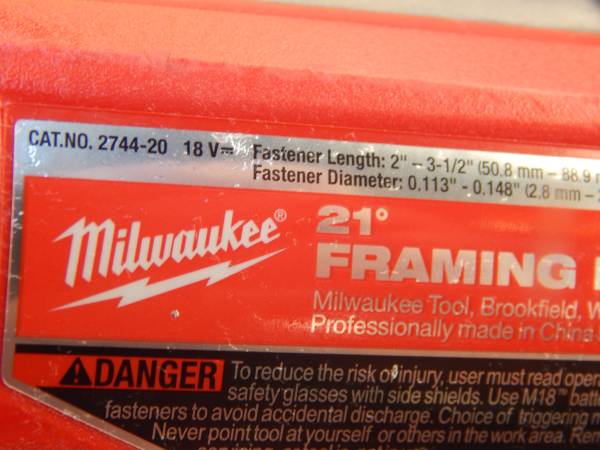 CAT.NO. 2744-20 18 V⎓ Fastener Length: 2" – 3-1/2" (50.8 mm – 88.9
Fastener Diameter: 0.113" - 0.148" (2.8 mm –
Milwaukee®
21°
FRAMING
Milwaukee Tool, Brookfield, W
Professionally made in China
DANGER To reduce the risk of injury, user must read oper
safety glasses with side shields. Use M18™ batt
fasteners to avoid accidental discharge. Choice of triggering m
Never point tool at yourself or others in the work area. Rem